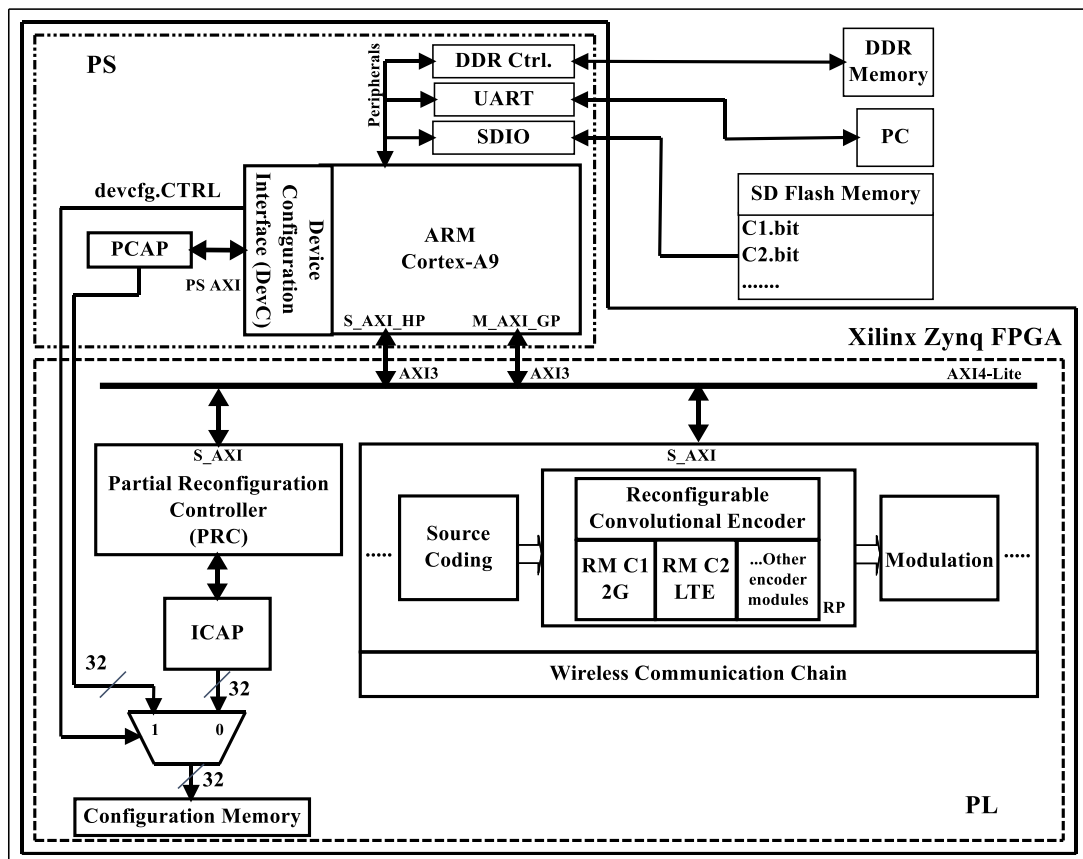 PS
Peripherals
DDR Ctrl.
UART
SDIO
DDR
Memory
PC
SD Flash Memory
C1.bit
C2.bit
.......
devcfg.CTRL
PCAP
PS AXI
Device
Configuration
Interface (DevC)
ARM
Cortex-A9
S_AXI_HP
M_AXI_GP
Xilinx Zynq FPGA
AXI3
AXI3
AXI4-Lite
S_AXI
Partial Reconfiguration
Controller
(PRC)
ICAP
32
32
1
0
32
Configuration Memory
S_AXI
.....
Source
Coding
Reconfigurable
Convolutional Encoder
RM C1
2G
RM C2
LTE
...Other
encoder
modules
RP
Modulation
.....
Wireless Communication Chain
PL